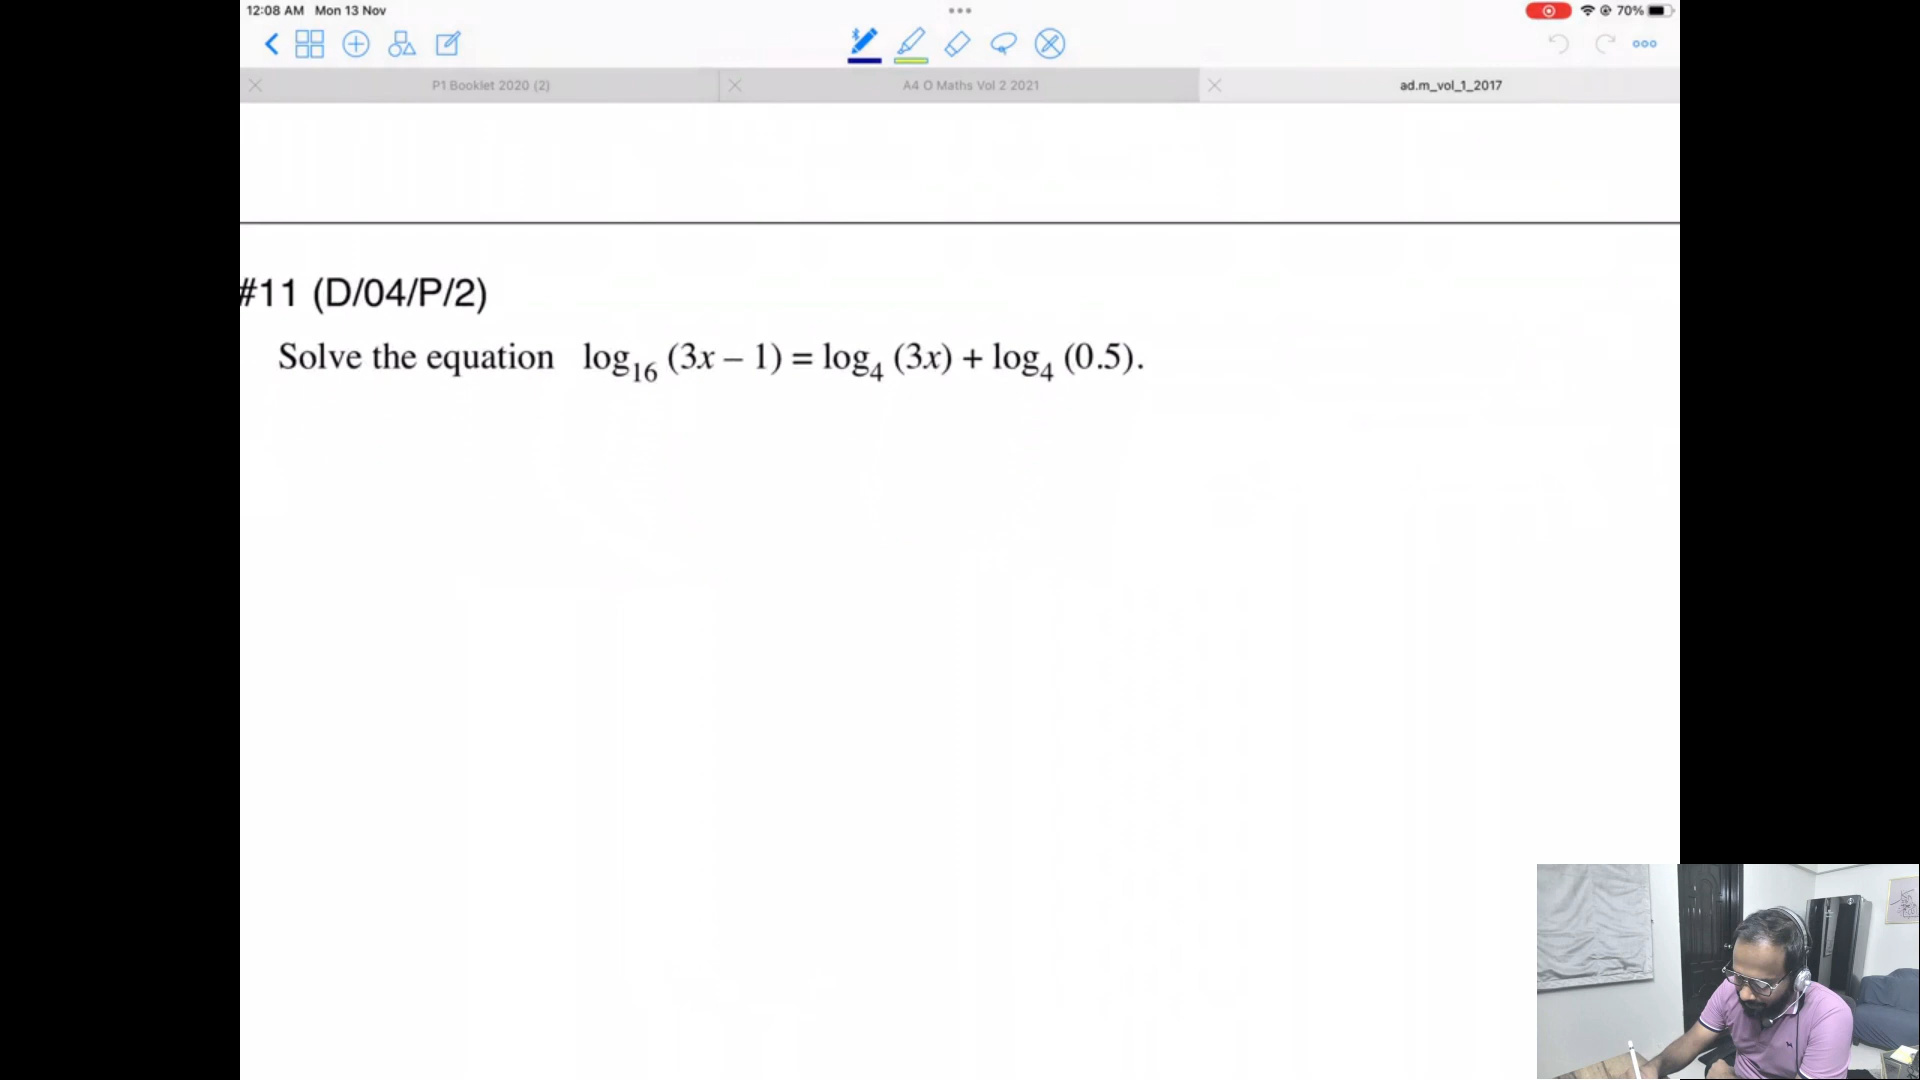 12:08 AM Mon 13 Nov
70%
P1 Booklet 2020 (2)
A4 O Maths Vol 2 2021
ad.m_vol_1_2017
#11 (D/04/P/2)
Solve the equation log₁₆ (3x – 1) = log₄ (3x) + log₄ (0.5).